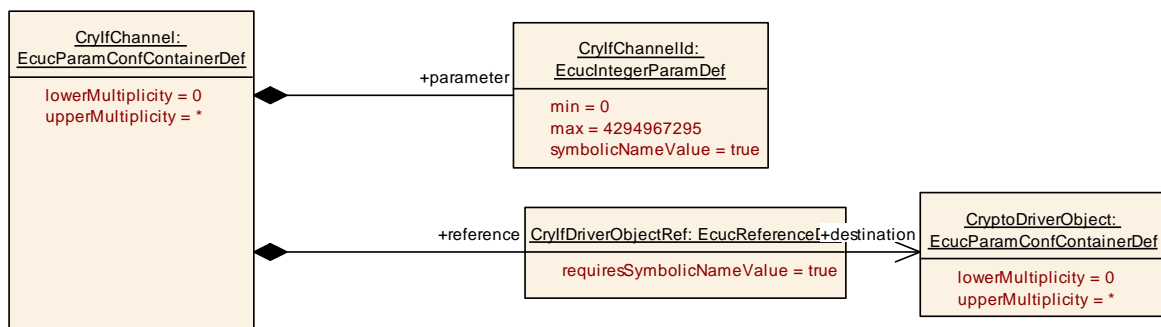 CryIfChannel:
EcucParamConfContainerDef
lowerMultiplicity = 0
upperMultiplicity = *
+parameter
CryIfChannelId:
EcucIntegerParamDef
min = 0
max = 4294967295
symbolicNameValue = true
+reference
CryIfDriverObjectRef:
requiresSymbolicNameValue = true
+destination
CryptoDriverObject:
EcucParamConfContainerDef
lowerMultiplicity = 0
upperMultiplicity = *